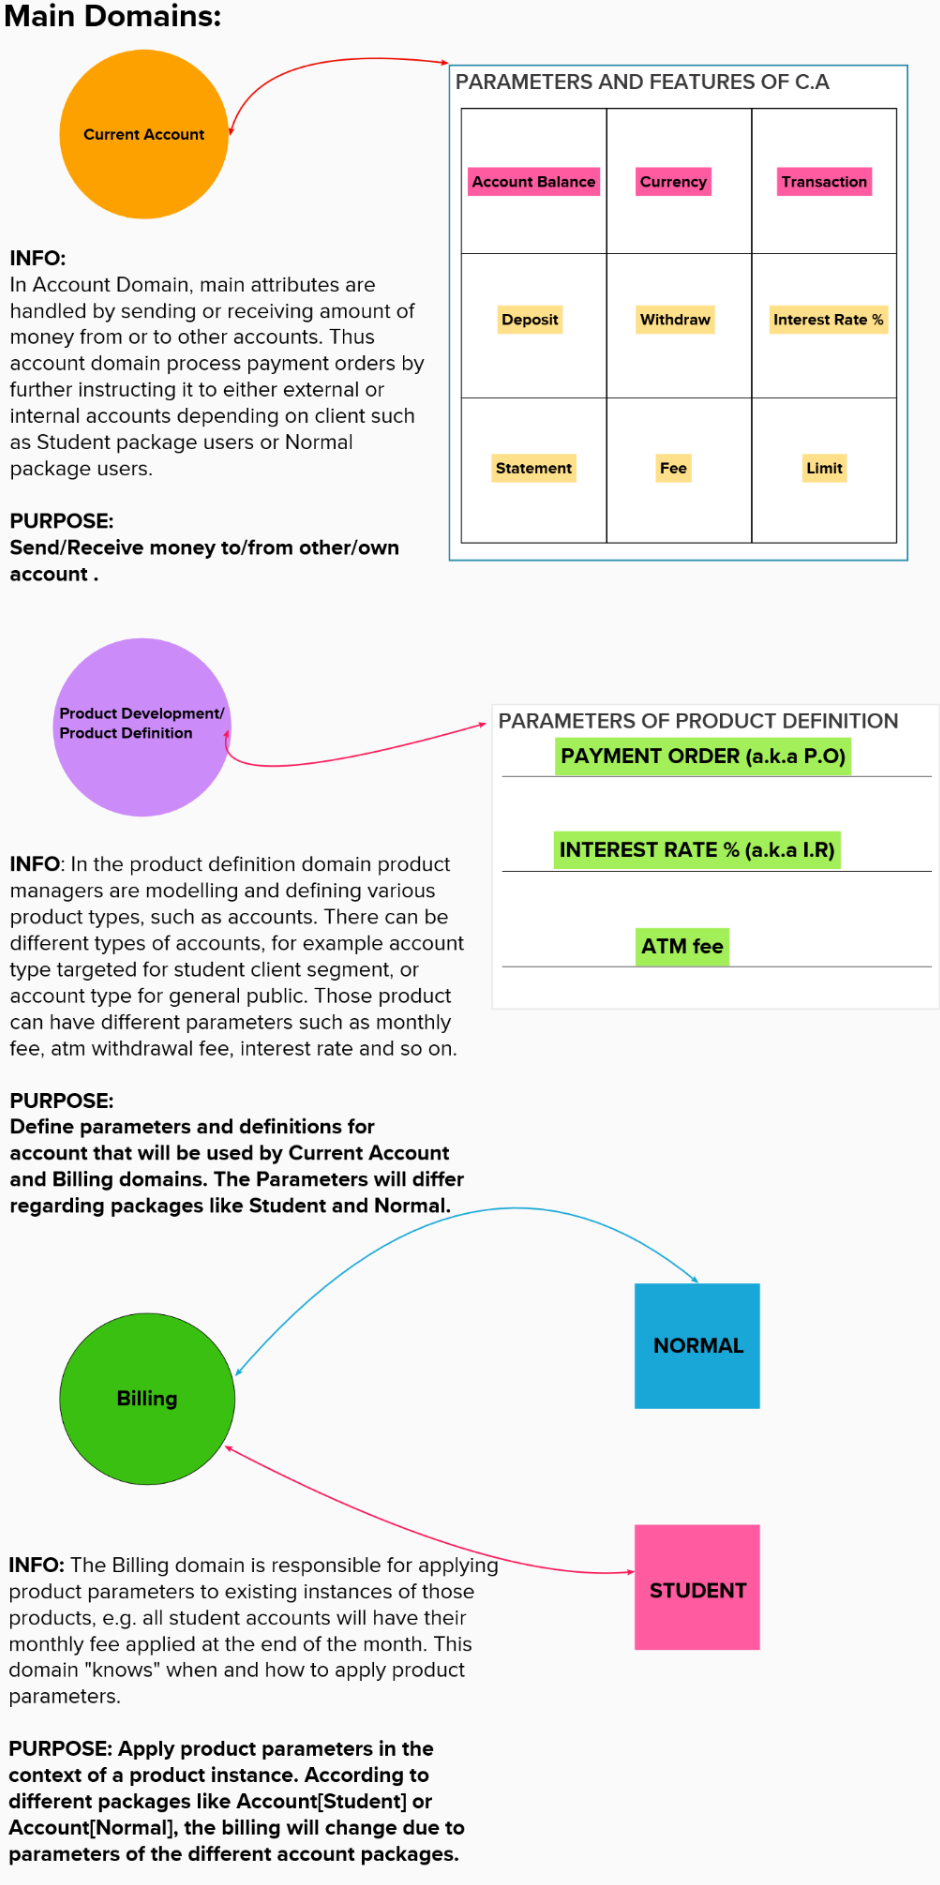 Main Domains:
Current Account
PARAMETERS AND FEATURES OF C.A
Account Balance
Currency
Transaction
Deposit
Withdraw
Interest Rate %
Statement
Fee
Limit
INFO:
In Account Domain, main attributes are
handled by sending or receiving amount of
money from or to other accounts. Thus
account domain process payment orders by
further instructing it to either external or
internal accounts depending on client such
as Student package users or Normal
package users.
PURPOSE:
Send/Receive money to/from other/own
account .
Product Development/
Product Definition
PARAMETERS OF PRODUCT DEFINITION
PAYMENT ORDER (a.k.a P.O)
INTEREST RATE % (a.k.a I.R)
ATM fee
INFO: In the product definition domain product
managers are modelling and defining various
product types, such as accounts. There can be
different types of accounts, for example account
type targeted for student client segment, or
account type for general public. Those product
can have different parameters such as monthly
fee, atm withdrawal fee, interest rate and so on.
PURPOSE:
Define parameters and definitions for
account that will be used by Current Account
and Billing domains. The Parameters will differ
regarding packages like Student and Normal.
Billing
NORMAL
STUDENT
INFO: The Billing domain is responsible for applying
product parameters to existing instances of those
products, e.g. all student accounts will have their
monthly fee applied at the end of the month. This
domain "knows" when and how to apply product
parameters.
PURPOSE: Apply product parameters in the
context of a product instance. According to
different packages like Account[Student] or
Account[Normal], the billing will change due to
parameters of the different account packages.